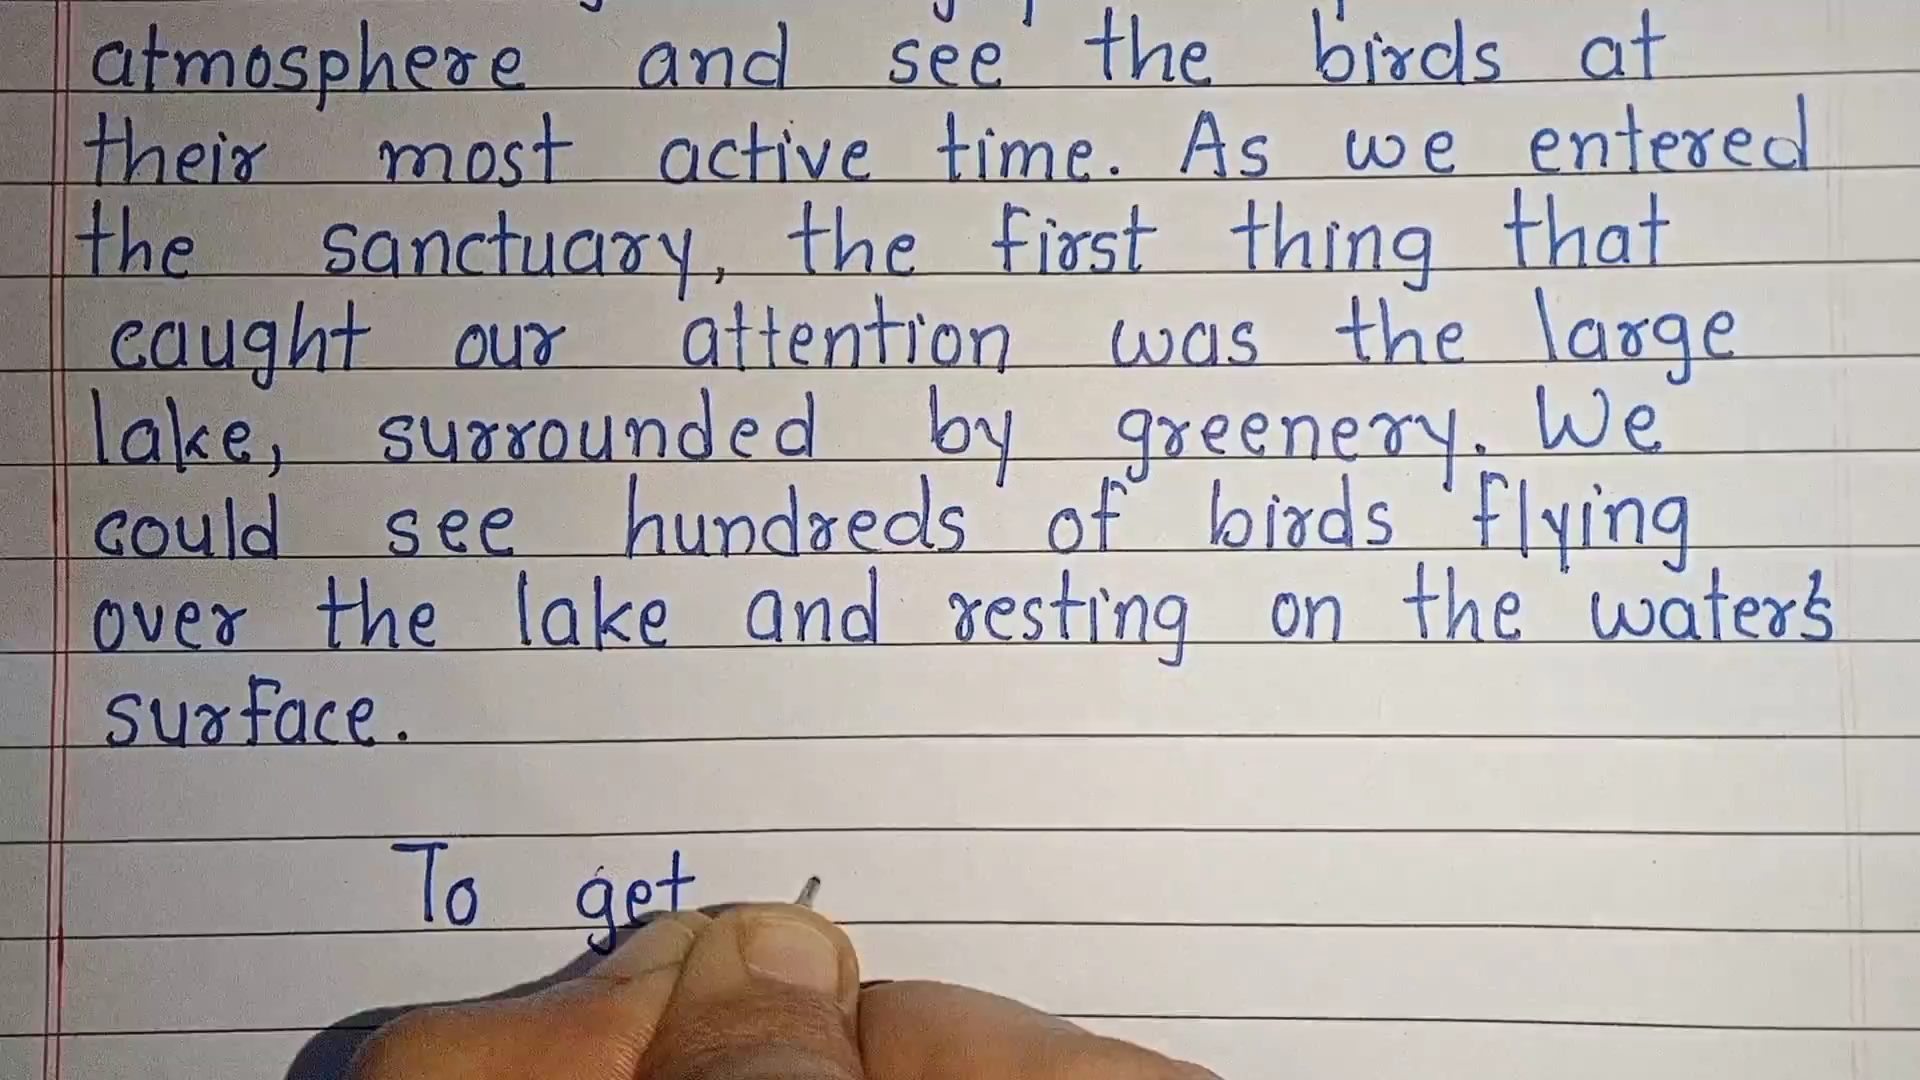 atmosphere and see the birds at
their most active time. As we entered
the sanctuary, the first thing that
caught our attention was the large
lake, surrounded by greenery. We
could see hundreds of birds flying
over the lake and resting on the water's
surface.
To get